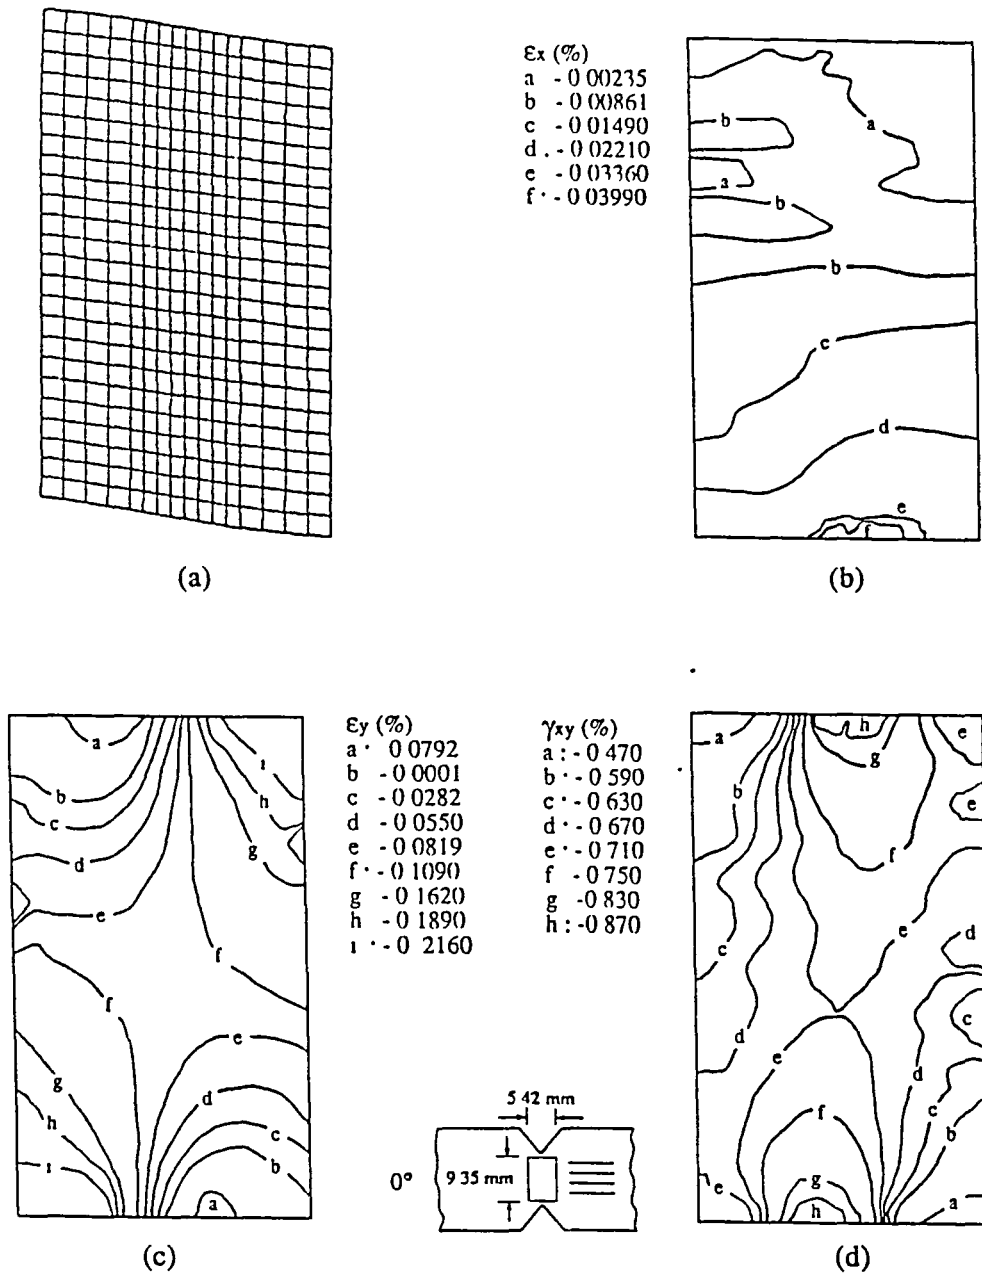 εx (%)
a - 0 00235
b - 0 00861
c - 0 01490
d . - 0 02210
e - 0 03360
f · - 0 03990
a
b
a
b
b
c
d
e
f
(a)
(b)
εy (%)
a · 0 0792
b - 0 0001
c - 0 0282
d - 0 0550
e - 0 0819
f · - 0 1090
g - 0 1620
h - 0 1890
ı · - 0 2160
γxy (%)
a : - 0 470
b · - 0 590
c · - 0 630
d · - 0 670
e · - 0 710
f - 0 750
g -0 830
h : -0 870
a
ı
b
h
c
d
g
e
f
f
e
g
d
h
c
ı
b
a
a
h
e
g
b
e
f
c
e
d
c
d
e
d
f
c
b
e
g
h
a
5 42 mm
0°
9 35 mm
(c)
(d)